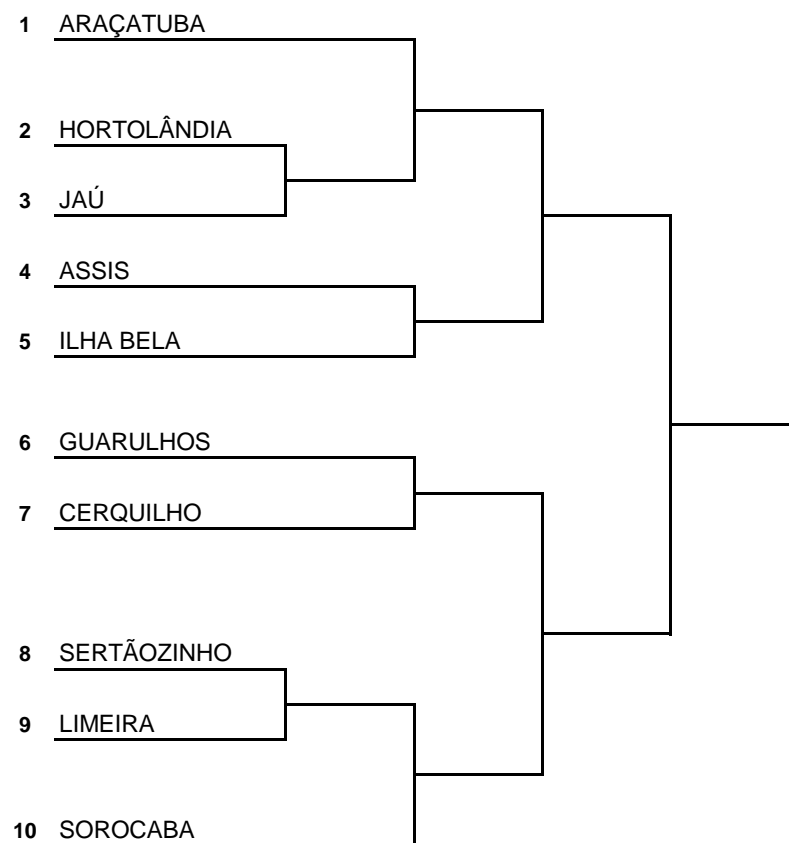 1 ARAÇATUBA
2 HORTOLÂNDIA
3 JAÚ
4 ASSIS
5 ILHA BELA
6 GUARULHOS
7 CERQUILHO
8 SERTÃOZINHO
9 LIMEIRA
10 SOROCABA